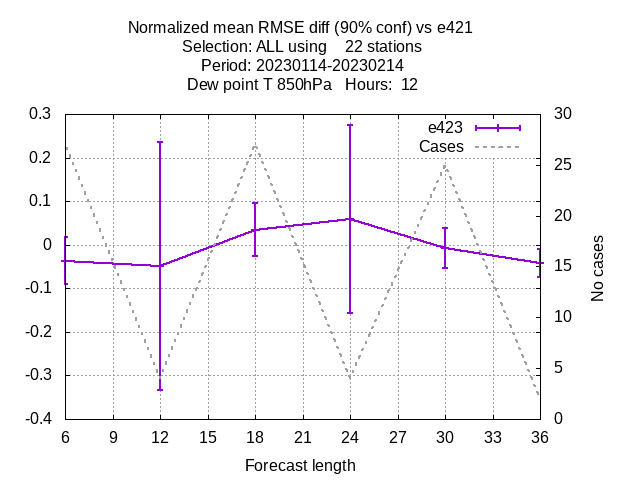 Normalized mean RMSE diff (90% conf) vs e421
Selection: ALL using    22 stations
Period: 20230114-20230214
Dew point T 850hPa   Hours:  12
0.3
0.2
0.1
0
-0.1
-0.2
-0.3
-0.4
e423
Cases
30
25
20
15
10
5
0
No cases
6 9 12 15 18 21 24 27 30 33 36
Forecast length